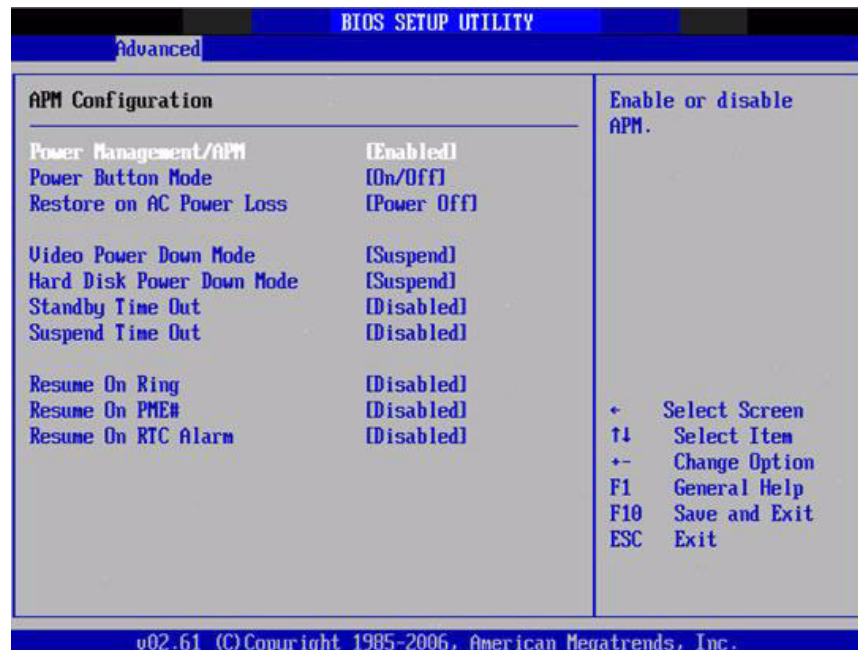 BIOS SETUP UTILITY
Advanced
APM Configuration
Power Management/APM [Enabled]
Power Button Mode [On/Off]
Restore on AC Power Loss [Power Off]
Video Power Down Mode [Suspend]
Hard Disk Power Down Mode [Suspend]
Standby Time Out [Disabled]
Suspend Time Out [Disabled]
Resume On Ring [Disabled]
Resume On PME# [Disabled]
Resume On RTC Alarm [Disabled]
Enable or disable
APM.
← Select Screen
↑↓ Select Item
+- Change Option
F1 General Help
F10 Save and Exit
ESC Exit
v02.61 (C)Copyright 1985-2006, American Megatrends, Inc.